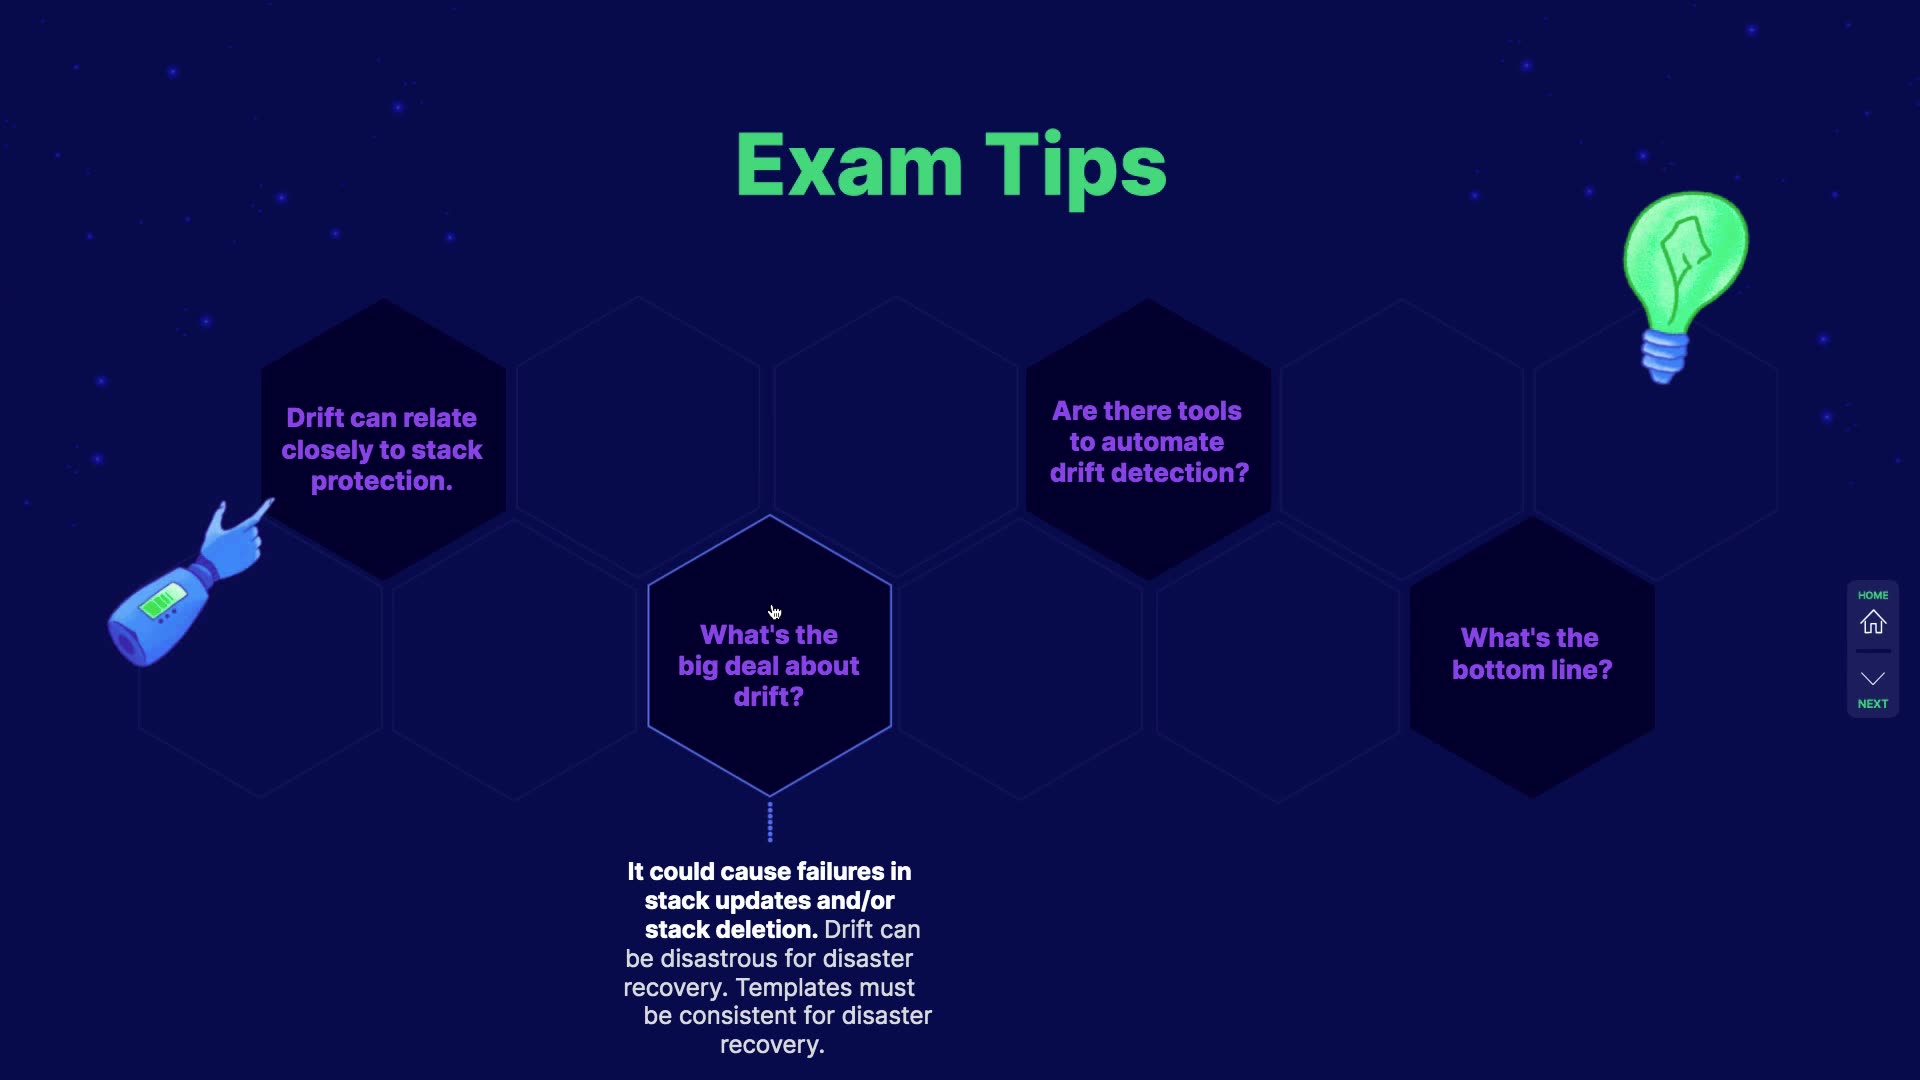 Exam Tips
Drift can relate
closely to stack
protection.
Are there tools
to automate
drift detection?
What's the
big deal about
drift?
What's the
bottom line?
HOME
NEXT
It could cause failures in
stack updates and/or
stack deletion. Drift can
be disastrous for disaster
recovery. Templates must
be consistent for disaster
recovery.